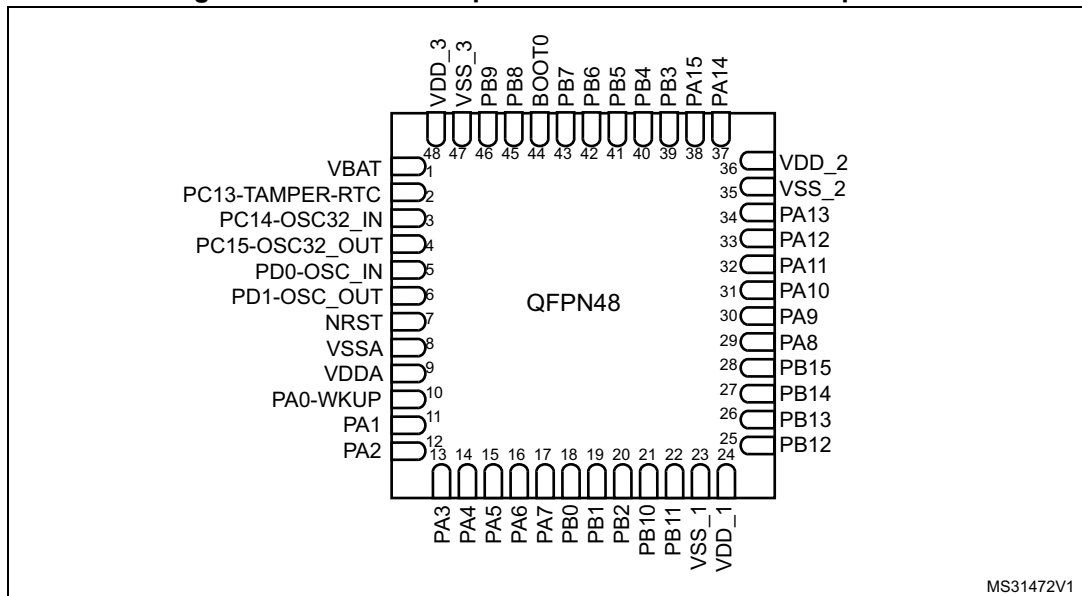 VDD_3
VSS_3
PB9
PB8
BOOT0
PB7
PB6
PB5
PB4
PB3
PA15
PA14
48 47 46 45 44 43 42 41 40 39 38 37
VBAT 1
PC13-TAMPER-RTC 2
PC14-OSC32_IN 3
PC15-OSC32_OUT 4
PD0-OSC_IN 5
PD1-OSC_OUT 6
NRST 7
VSSA 8
VDDA 9
PA0-WKUP 10
PA1 11
PA2 12
QFPN48
36 VDD_2
35 VSS_2
34 PA13
33 PA12
32 PA11
31 PA10
30 PA9
29 PA8
28 PB15
27 PB14
26 PB13
25 PB12
13 14 15 16 17 18 19 20 21 22 23 24
PA3
PA4
PA5
PA6
PA7
PB0
PB1
PB2
PB10
PB11
VSS_1
VDD_1
MS31472V1